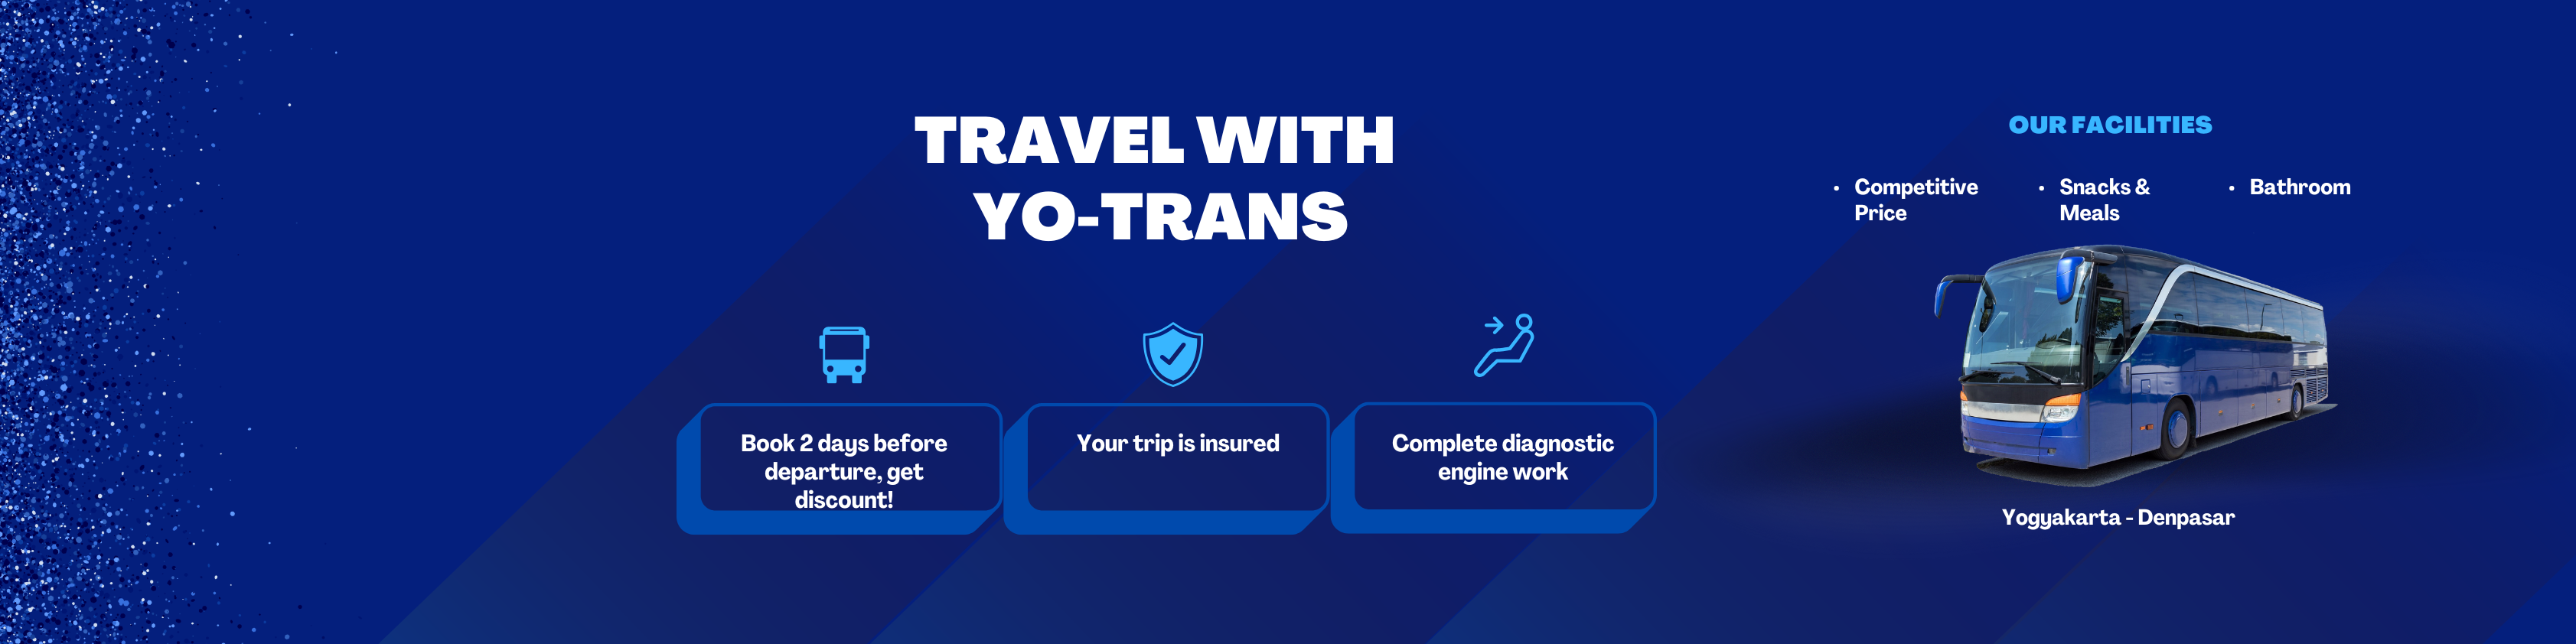 TRAVEL WITH
YO-TRANS
Book 2 days before
departure, get
discount!
Your trip is insured
Complete diagnostic
engine work
OUR FACILITIES
• Competitive
Price
• Snacks &
Meals
• Bathroom
Yogyakarta - Denpasar